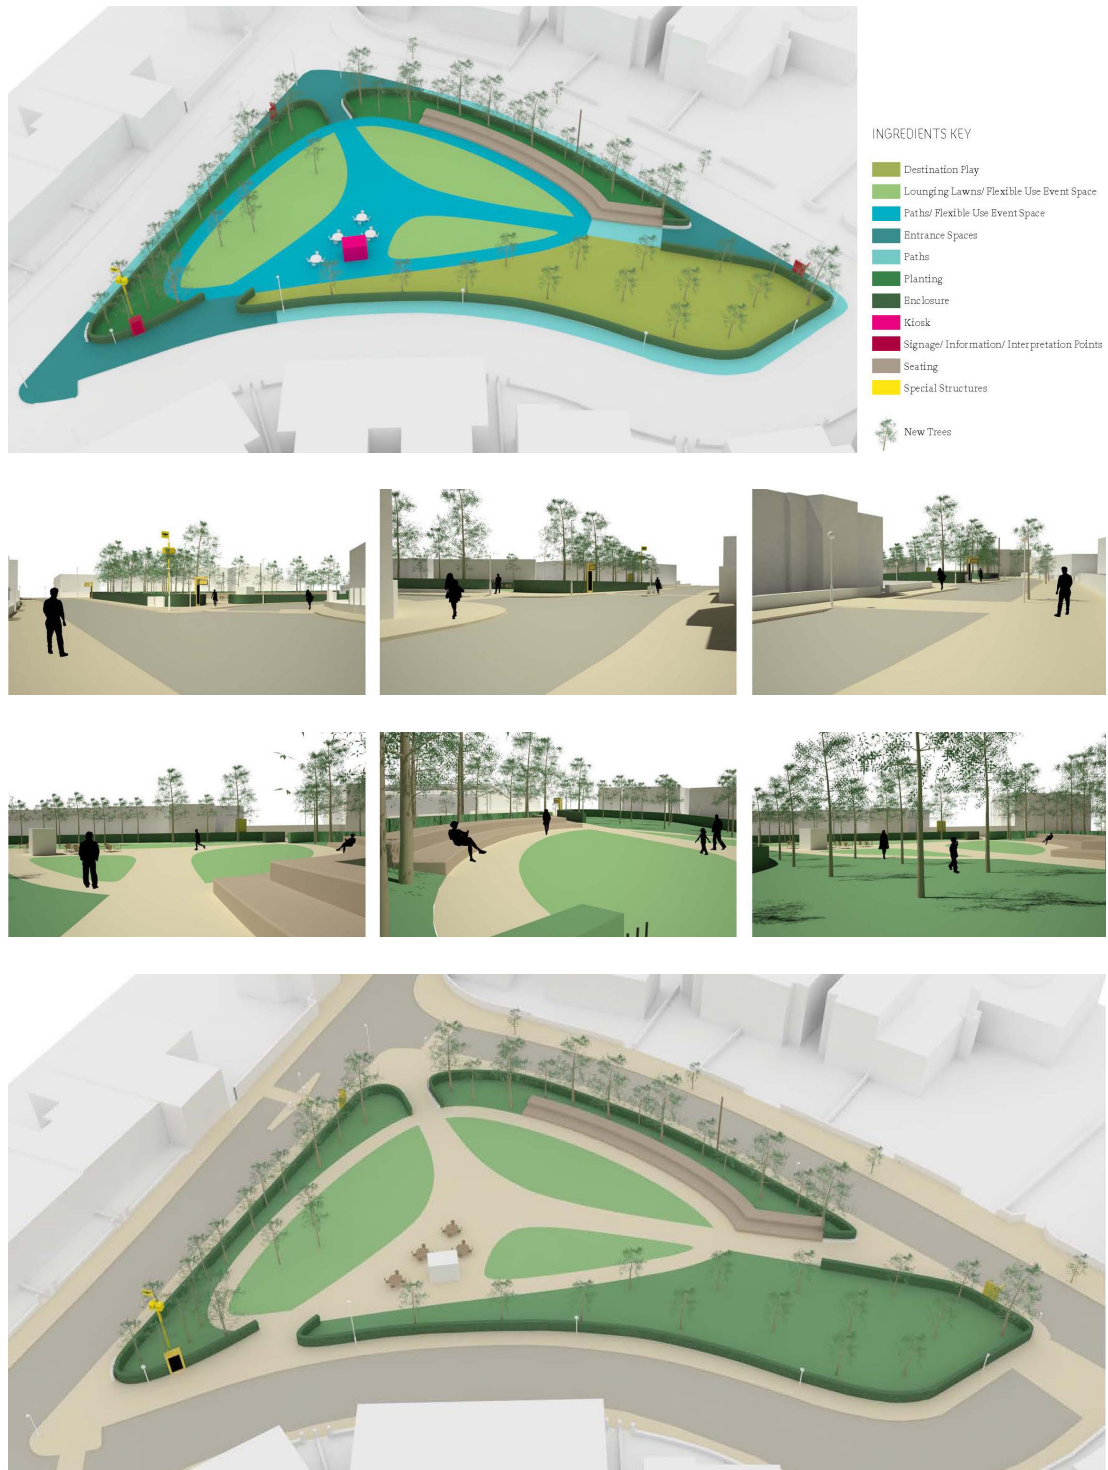 INGREDIENTS KEY
Destination Play
Lounging Lawns/ Flexible Use Event Space
Paths/ Flexible Use Event Space
Entrance Spaces
Paths
Planting
Enclosure
Kiosk
Signage/ Information/ Interpretation Points
Seating
Special Structures
New Trees